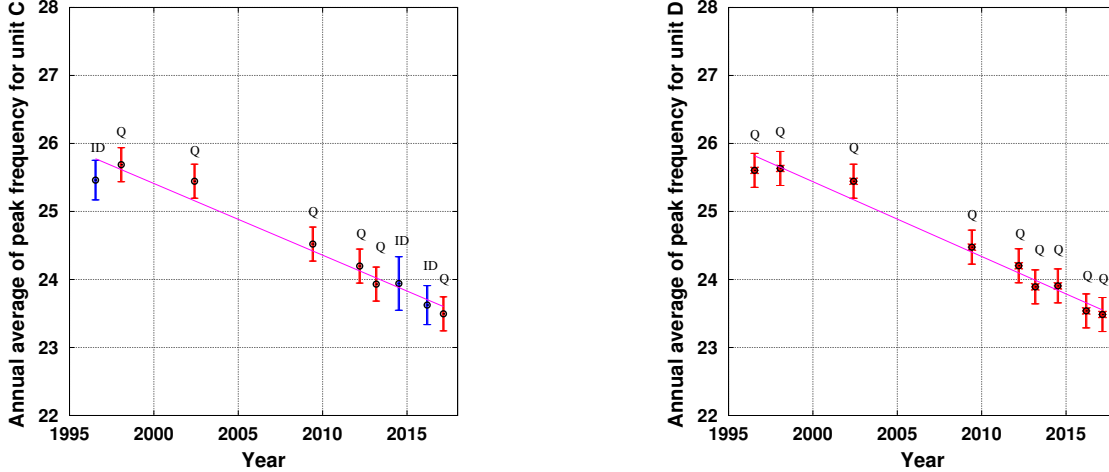 Annual average of peak frequency for unit C
28
27
26
25
24
23
22
ID
Q
Q
Q
Q
Q
ID
ID
Q
1995 2000 2005 2010 2015
Year
Annual average of peak frequency for unit D
28
27
26
25
24
23
22
Q
Q
Q
Q
Q
Q
Q
Q
Q
1995 2000 2005 2010 2015
Year